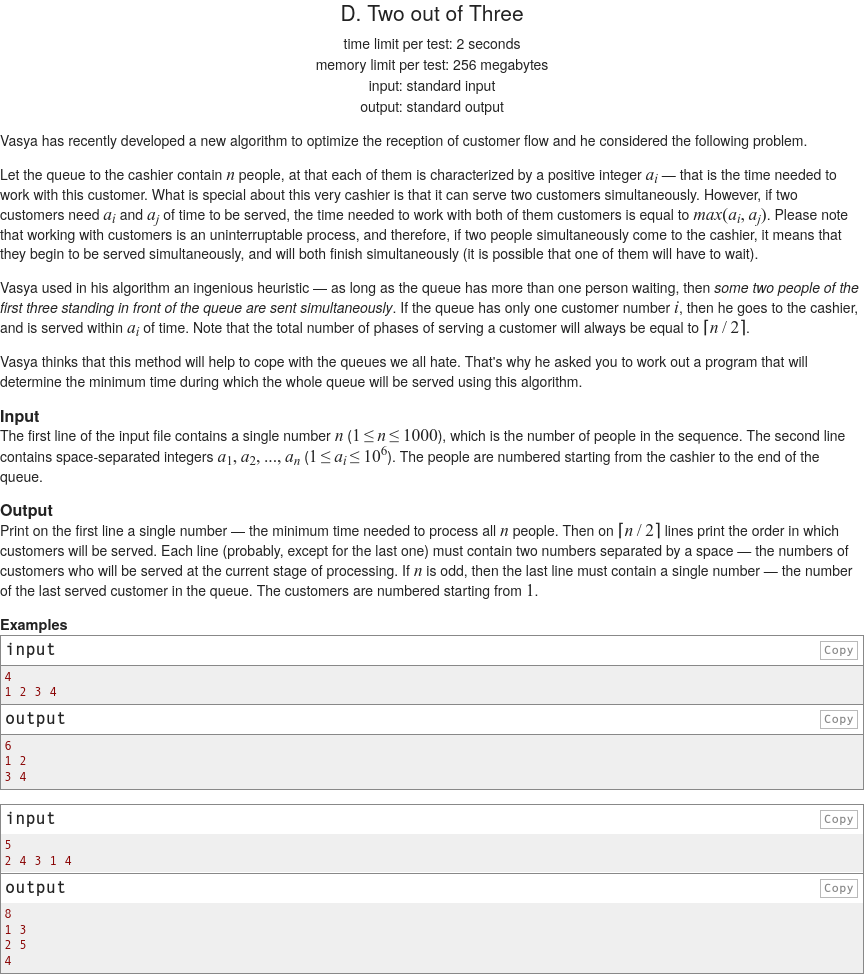 D. Two out of Three
time limit per test: 2 seconds
memory limit per test: 256 megabytes
input: standard input
output: standard output
Vasya has recently developed a new algorithm to optimize the reception of customer flow and he considered the following problem.
Let the queue to the cashier contain n people, at that each of them is characterized by a positive integer a_i — that is the time needed to
work with this customer. What is special about this very cashier is that it can serve two customers simultaneously. However, if two
customers need a_i and a_j of time to be served, the time needed to work with both of them customers is equal to max(a_i, a_j). Please note
that working with customers is an uninterruptable process, and therefore, if two people simultaneously come to the cashier, it means that
they begin to be served simultaneously, and will both finish simultaneously (it is possible that one of them will have to wait).
Vasya used in his algorithm an ingenious heuristic — as long as the queue has more than one person waiting, then some two people of the
first three standing in front of the queue are sent simultaneously. If the queue has only one customer number i, then he goes to the cashier,
and is served within a_i of time. Note that the total number of phases of serving a customer will always be equal to ⌈n / 2⌉.
Vasya thinks that this method will help to cope with the queues we all hate. That's why he asked you to work out a program that will
determine the minimum time during which the whole queue will be served using this algorithm.
Input
The first line of the input file contains a single number n (1 ≤ n ≤ 1000), which is the number of people in the sequence. The second line
contains space-separated integers a_1, a_2, ..., a_n (1 ≤ a_i ≤ 10^6). The people are numbered starting from the cashier to the end of the
queue.
Output
Print on the first line a single number — the minimum time needed to process all n people. Then on ⌈n / 2⌉ lines print the order in which
customers will be served. Each line (probably, except for the last one) must contain two numbers separated by a space — the numbers of
customers who will be served at the current stage of processing. If n is odd, then the last line must contain a single number — the number
of the last served customer in the queue. The customers are numbered starting from 1.
Examples
input Copy
4
1 2 3 4
output Copy
6
1 2
3 4
input Copy
5
2 4 3 1 4
output Copy
8
1 3
2 5
4